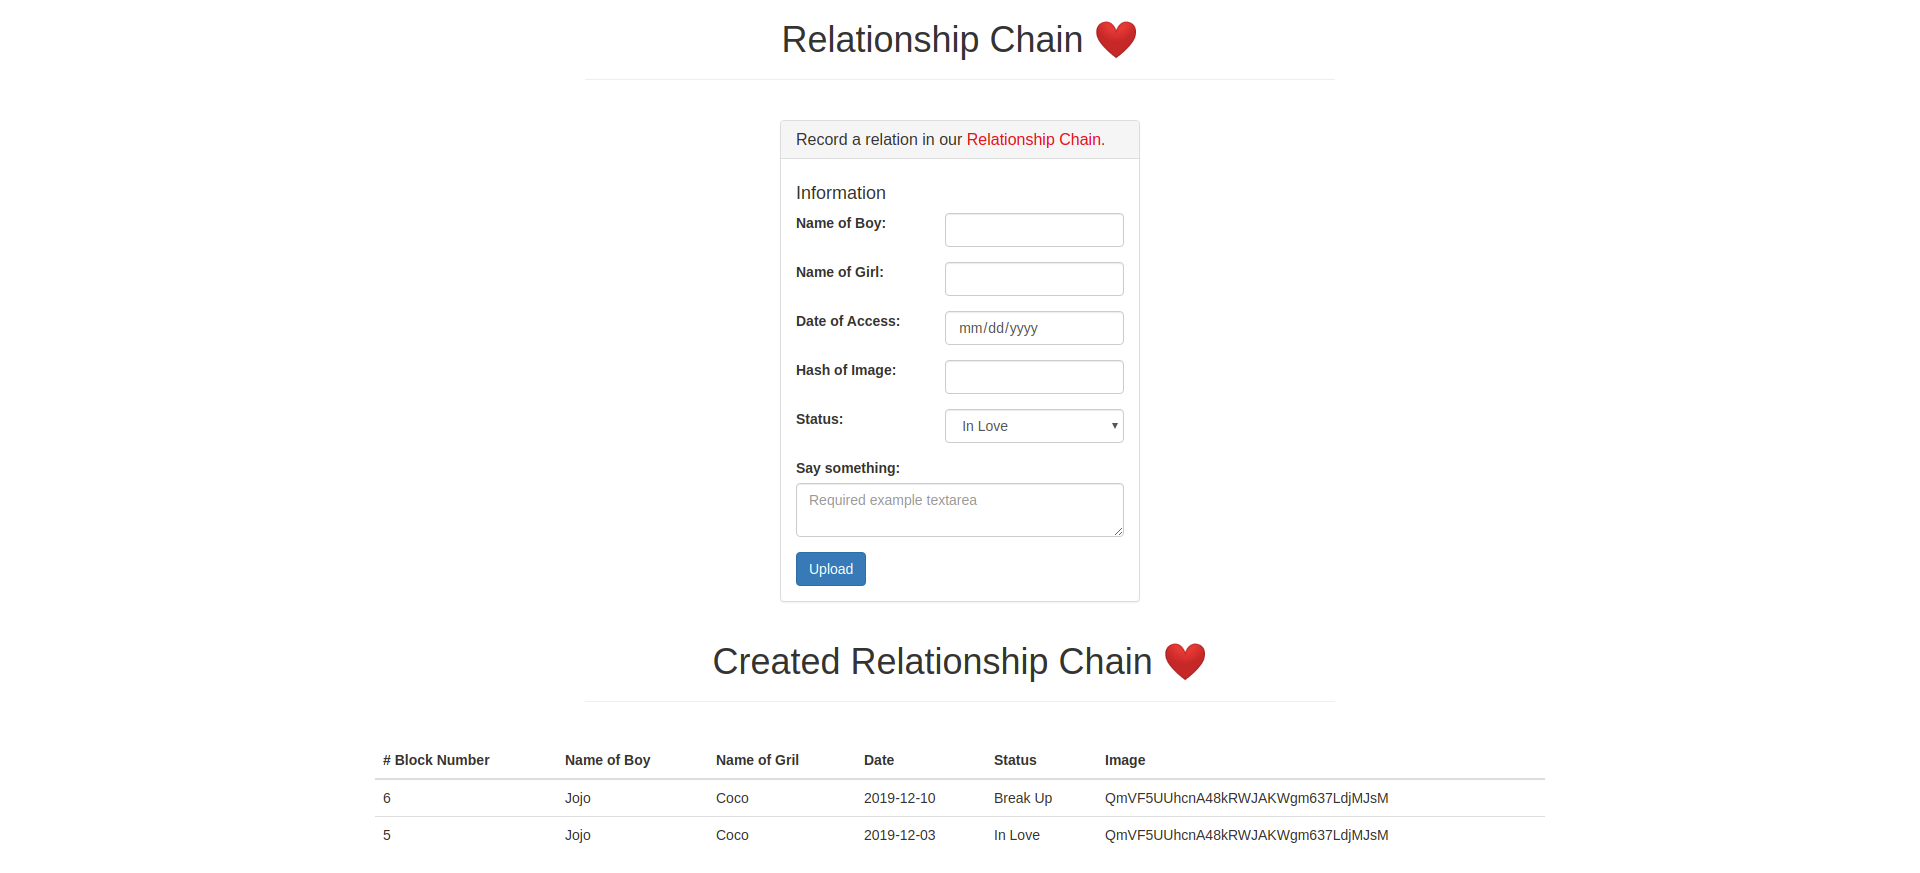 Relationship Chain ❤️
Record a relation in our Relationship Chain.
Information
Name of Boy:
Name of Girl:
Date of Access: mm/dd/yyyy
Hash of Image:
Status: In Love
Say something:
Required example textarea
Upload
Created Relationship Chain ❤️
# Block Number Name of Boy Name of Gril Date Status Image
6 Jojo Coco 2019-12-10 Break Up QmVF5UUhcnA48kRWJAKWgm637LdjMJsM
5 Jojo Coco 2019-12-03 In Love QmVF5UUhcnA48kRWJAKWgm637LdjMJsM